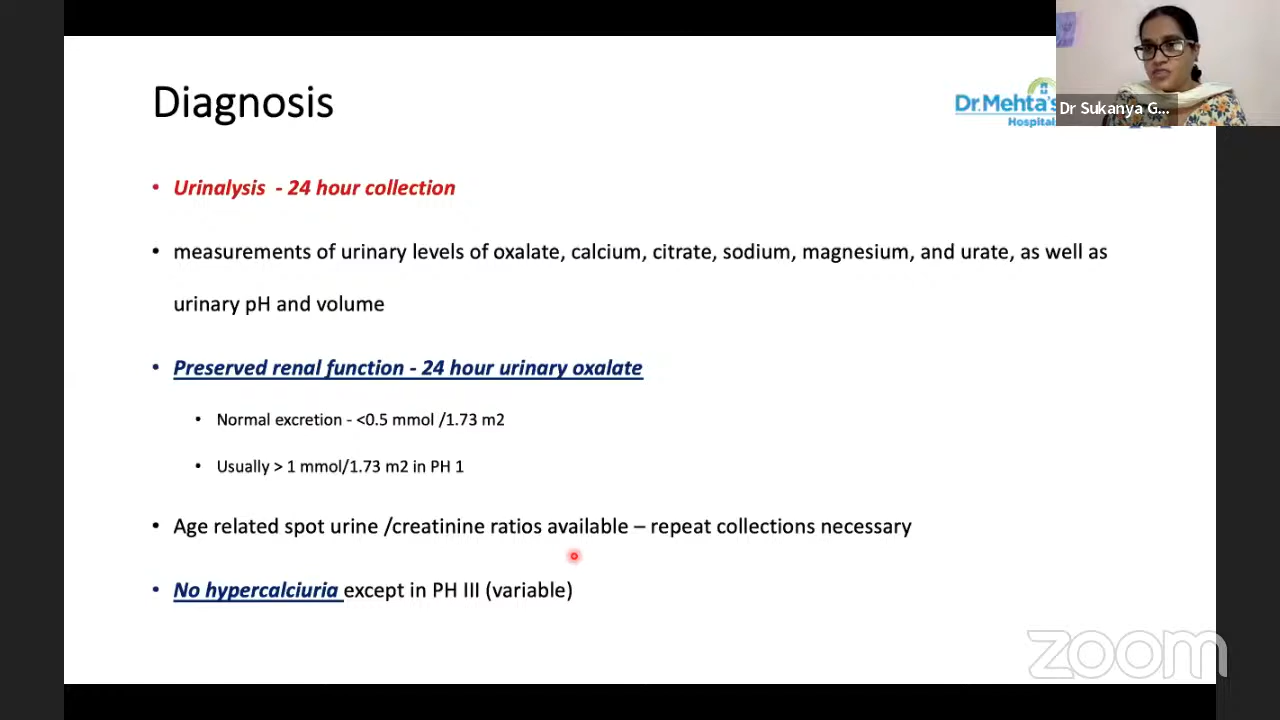 Diagnosis
Dr.Mehta's
Hospitals
Dr Sukanya G...
• Urinalysis - 24 hour collection
• measurements of urinary levels of oxalate, calcium, citrate, sodium, magnesium, and urate, as well as
urinary pH and volume
• Preserved renal function - 24 hour urinary oxalate
• Normal excretion - <0.5 mmol /1.73 m2
• Usually > 1 mmol/1.73 m2 in PH 1
• Age related spot urine /creatinine ratios available – repeat collections necessary
• No hypercalciuria except in PH III (variable)
zoom